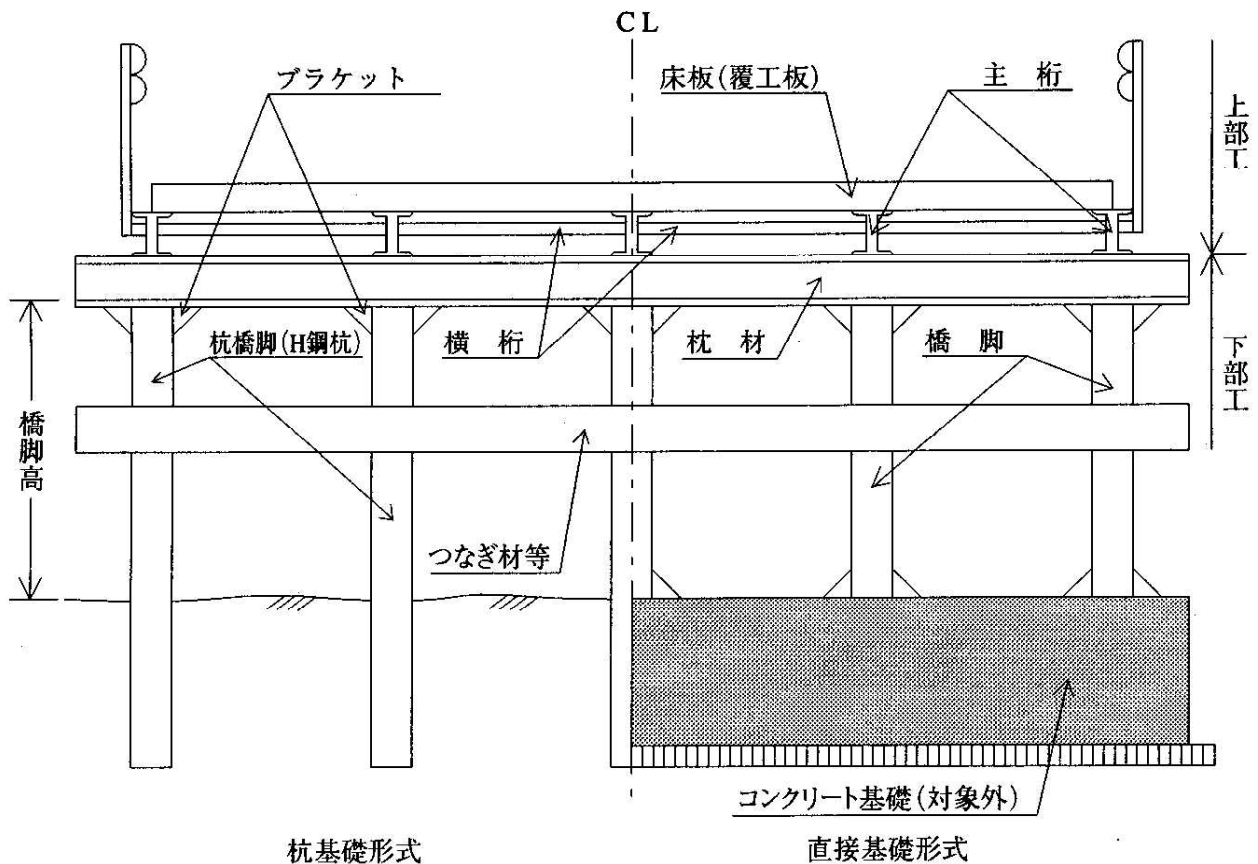 CL
ブラケット
床板(覆工板)
主桁
上部工
杭橋脚(H鋼杭)
横桁
枕材
橋脚
下部工
橋脚高
つなぎ材等
コンクリート基礎(対象外)
杭基礎形式
直接基礎形式